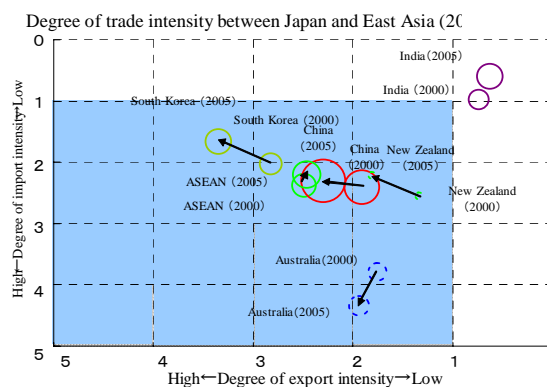 Degree of trade intensity between Japan and East Asia (20
0
1
2
3
4
5
High←Degree of import intensity→Low
India(2005)
India(2000)
South Korea (2005)
South Korea (2000)
China
(2005)
China
(2000)
New Zealand
(2005)
New Zealand
(2000)
ASEAN (2005)
ASEAN (2000)
Australia(2000)
Australia(2005)
5
4
3
2
1
High←Degree of export intensity→Low